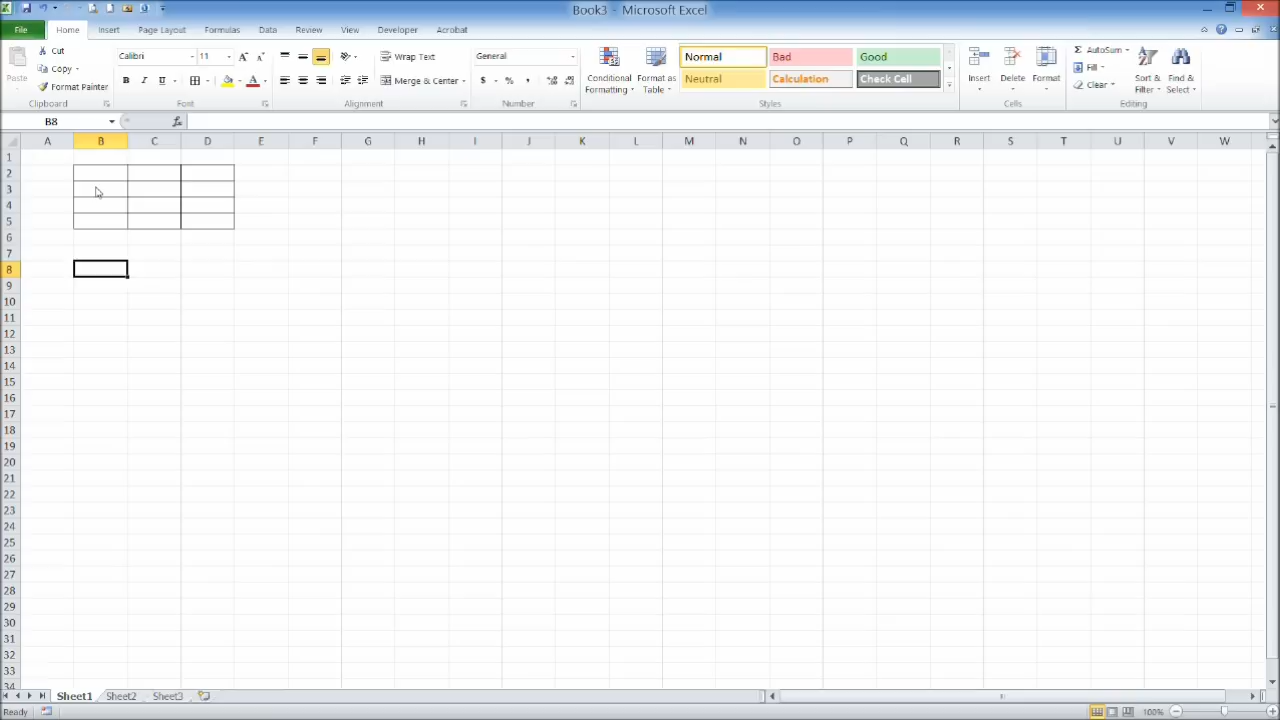 Book3 - Microsoft Excel
File Home Insert Page Layout Formulas Data Review View Developer Acrobat
Paste
Cut
Copy
Format Painter
Clipboard
Calibri 11
B I U
Font
Wrap Text
Merge & Center
Alignment
General
$ % ,
Number
Conditional Formatting
Format as Table
Normal Bad Good
Neutral Calculation Check Cell
Styles
Insert Delete Format
Cells
AutoSum
Fill
Clear
Sort & Filter
Find & Select
Editing
B8 fx
A B C D E F G H I J K L M N O P Q R S T U V W
1
2
3
4
5
6
7
8
9
10
11
12
13
14
15
16
17
18
19
20
21
22
23
24
25
26
27
28
29
30
31
32
33
34
Sheet1 Sheet2 Sheet3
Ready 100%